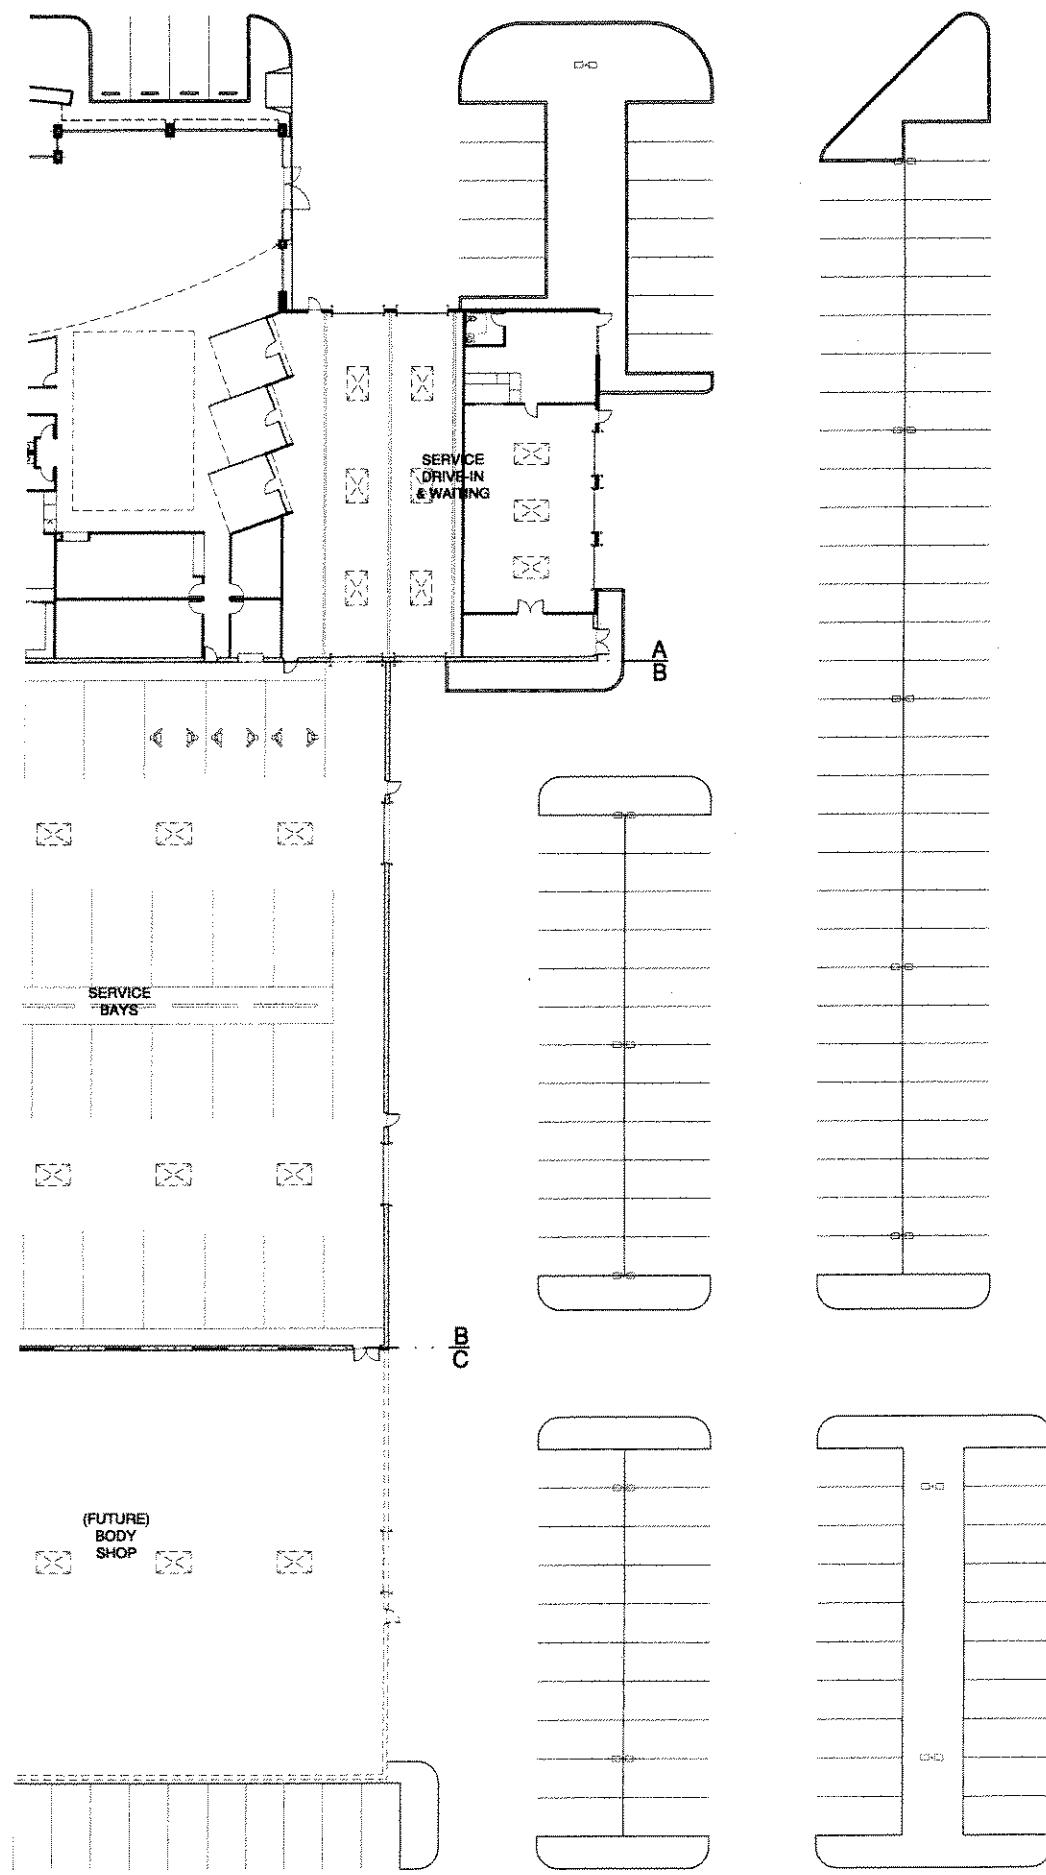 SERVICE
DRIVE-IN
& WAITING
A
B
SERVICE
BAYS
B
C
(FUTURE)
BODY
SHOP